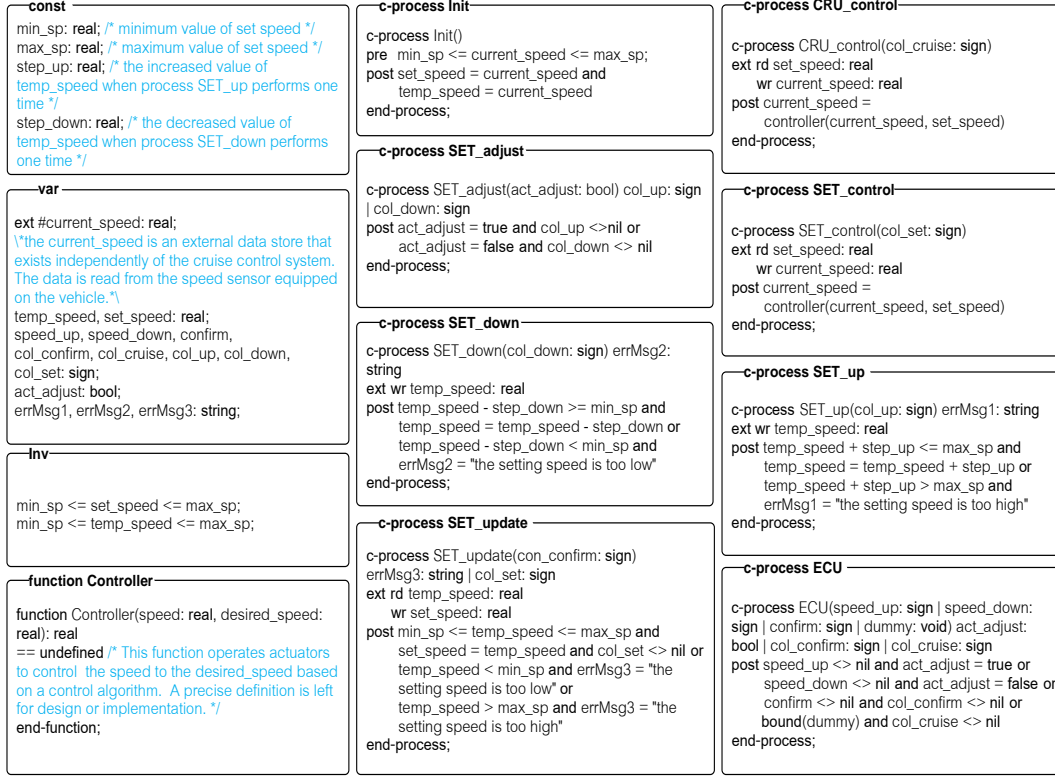 const
min_sp: real; /* minimum value of set speed */
max_sp: real; /* maximum value of set speed */
step_up: real; /* the increased value of
temp_speed when process SET_up performs one
time */
step_down: real; /* the decreased value of
temp_speed when process SET_down performs
one time */
var
ext #current_speed: real;
\*the current_speed is an external data store that
exists independently of the cruise control system.
The data is read from the speed sensor equipped
on the vehicle.*\
temp_speed, set_speed: real;
speed_up, speed_down, confirm,
col_confirm, col_cruise, col_up, col_down,
col_set: sign;
act_adjust: bool;
errMsg1, errMsg2, errMsg3: string;
Inv
min_sp <= set_speed <= max_sp;
min_sp <= temp_speed <= max_sp;
function Controller
function Controller(speed: real, desired_speed:
real): real
== undefined /* This function operates actuators
to control the speed to the desired_speed based
on a control algorithm. A precise definition is left
for design or implementation. */
end-function;
c-process Init
c-process Init()
pre min_sp <= current_speed <= max_sp;
post set_speed = current_speed and
temp_speed = current_speed
end-process;
c-process SET_adjust
c-process SET_adjust(act_adjust: bool) col_up: sign
| col_down: sign
post act_adjust = true and col_up <>nil or
act_adjust = false and col_down <> nil
end-process;
c-process SET_down
c-process SET_down(col_down: sign) errMsg2:
string
ext wr temp_speed: real
post temp_speed - step_down >= min_sp and
temp_speed = temp_speed - step_down or
temp_speed - step_down < min_sp and
errMsg2 = "the setting speed is too low"
end-process;
c-process SET_update
c-process SET_update(con_confirm: sign)
errMsg3: string | col_set: sign
ext rd temp_speed: real
wr set_speed: real
post min_sp <= temp_speed <= max_sp and
set_speed = temp_speed and col_set <> nil or
temp_speed < min_sp and errMsg3 = "the
setting speed is too low" or
temp_speed > max_sp and errMsg3 = "the
setting speed is too high"
end-process;
c-process CRU_control
c-process CRU_control(col_cruise: sign)
ext rd set_speed: real
wr current_speed: real
post current_speed =
controller(current_speed, set_speed)
end-process;
c-process SET_control
c-process SET_control(col_set: sign)
ext rd set_speed: real
wr current_speed: real
post current_speed =
controller(current_speed, set_speed)
end-process;
c-process SET_up
c-process SET_up(col_up: sign) errMsg1: string
ext wr temp_speed: real
post temp_speed + step_up <= max_sp and
temp_speed = temp_speed + step_up or
temp_speed + step_up > max_sp and
errMsg1 = "the setting speed is too high"
end-process;
c-process ECU
c-process ECU(speed_up: sign | speed_down:
sign | confirm: sign | dummy: void) act_adjust:
bool | col_confirm: sign | col_cruise: sign
post speed_up <> nil and act_adjust = true or
speed_down <> nil and act_adjust = false or
confirm <> nil and col_confirm <> nil or
bound(dummy) and col_cruise <> nil
end-process;